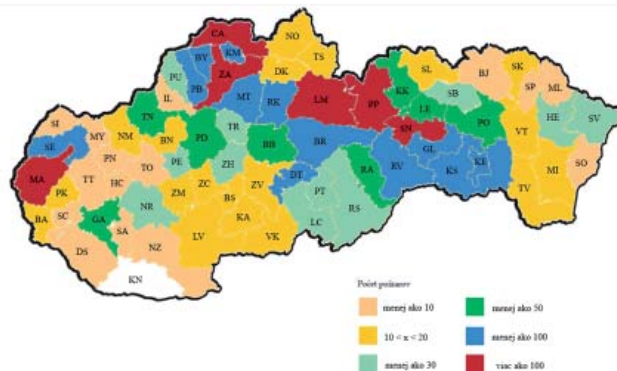 CA
NO
BY
KM
TS
PU
ZA
DK
SL
SK
BJ
ML
PB
IL
MT
RK
LM
PP
KK
SB
SP
HE
SV
LE
SI
TN
TR
SN
PO
VT
SE
MY
NM
BN
PD
BB
BR
GL
SO
PN
PE
ZH
RA
RV
KS
KE
MI
MA
TT
HC
TO
ZM
ZC
ZV
DT
PT
TV
PK
BS
BA
SC
GA
NR
KA
LC
RS
SA
DS
NZ
LV
VK
KN
Počet požiarov
menej ako 10
menej ako 50
10 < x < 20
menej ako 100
menej ako 30
viac ako 100